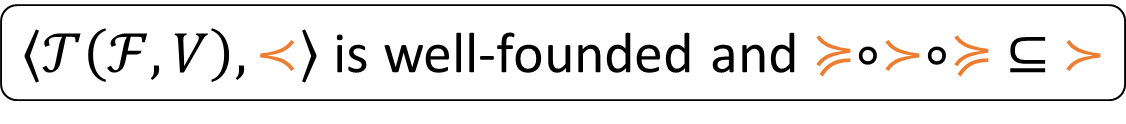 ⟨𝒯(ℱ, V), ≺⟩ is well-founded and ≽∘≻∘≽ ⊆ ≻